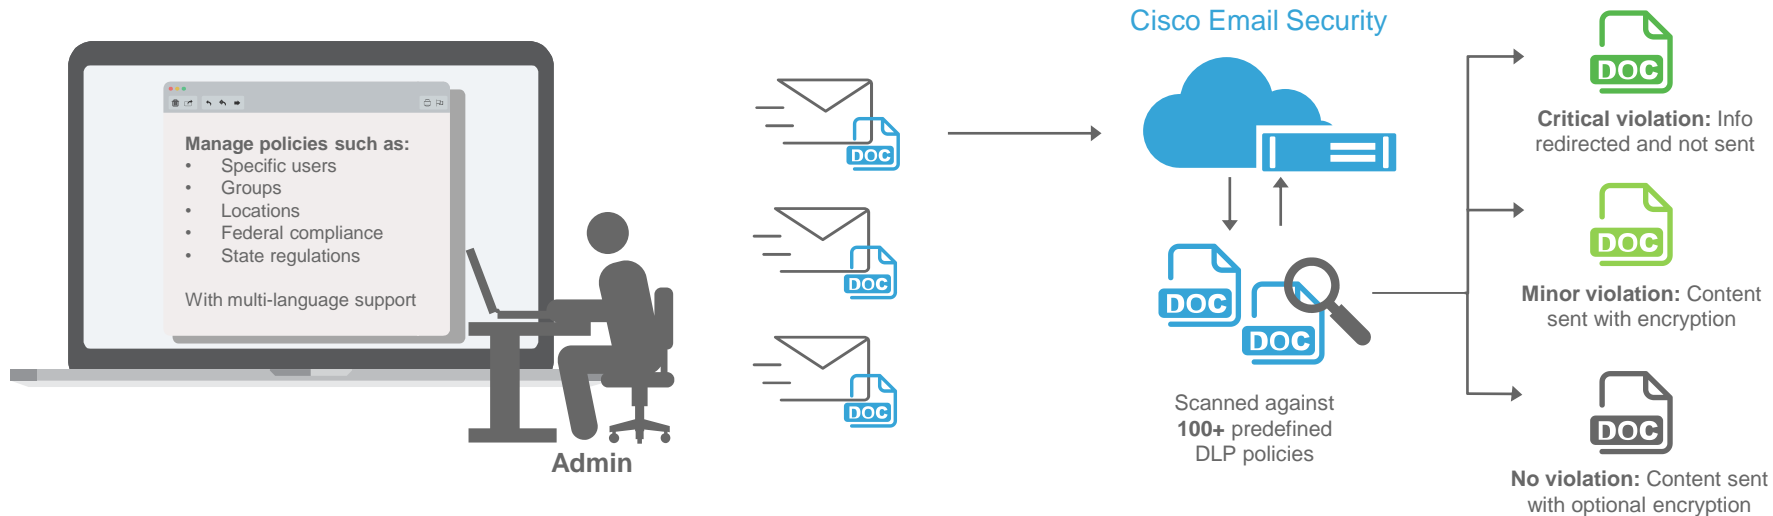 Manage policies such as:
• Specific users
• Groups
• Locations
• Federal compliance
• State regulations
With multi-language support
Admin
DOC
DOC
DOC
Cisco Email Security
DOC
DOC
Scanned against
100+ predefined
DLP policies
DOC
Critical violation: Info
redirected and not sent
DOC
Minor violation: Content
sent with encryption
DOC
No violation: Content sent
with optional encryption